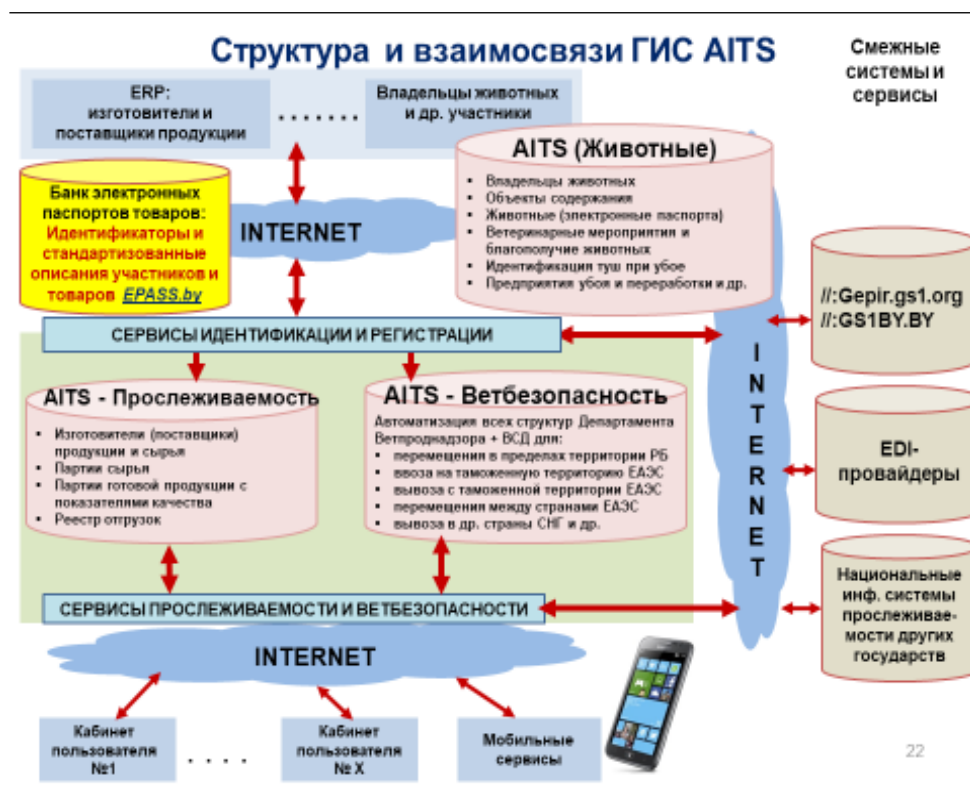 Структура и взаимосвязи ГИС AITS
Смежные
системы и
сервисы
ERP:
изготовители и
поставщики продукции
.......
Владельцы животных
и др. участники
Банк электронных
паспортов товаров:
Идентификаторы и
стандартизованные
описания участников и
товаров EPASS.by
INTERNET
AITS (Животные)
▪ Владельцы животных
▪ Объекты содержания
▪ Животные (электронные паспорта)
▪ Ветеринарные мероприятия и
благополучие животных
▪ Идентификация туш при убое
▪ Предприятия убоя и переработки и др.
СЕРВИСЫ ИДЕНТИФИКАЦИИ И РЕГИСТРАЦИИ
AITS - Прослеживаемость
▪ Изготовители (поставщики)
продукции и сырья
▪ Партии сырья
▪ Партии готовой продукции с
показателями качества
▪ Реестр отгрузок
AITS - Ветбезопасность
Автоматизация всех структур Департамента
Ветпроднадзора + ВСД для:
▪ перемещения в пределах территории РБ
▪ ввоза на таможенную территорию ЕАЭС
▪ вывоза с таможенной территории ЕАЭС
▪ перемещения между странами ЕАЭС
▪ вывоза в др. страны СНГ и др.
СЕРВИСЫ ПРОСЛЕЖИВАЕМОСТИ И ВЕТБЕЗОПАСНОСТИ
INTERNET
I
N
T
E
R
N
E
T
//:Gepir.gs1.org
//:GS1BY.BY
EDI-
провайдеры
Национальные
инф. системы
прослеживае-
мости других
государств
Кабинет
пользователя
№1
....
Кабинет
пользователя
№ X
Мобильные
сервисы
22